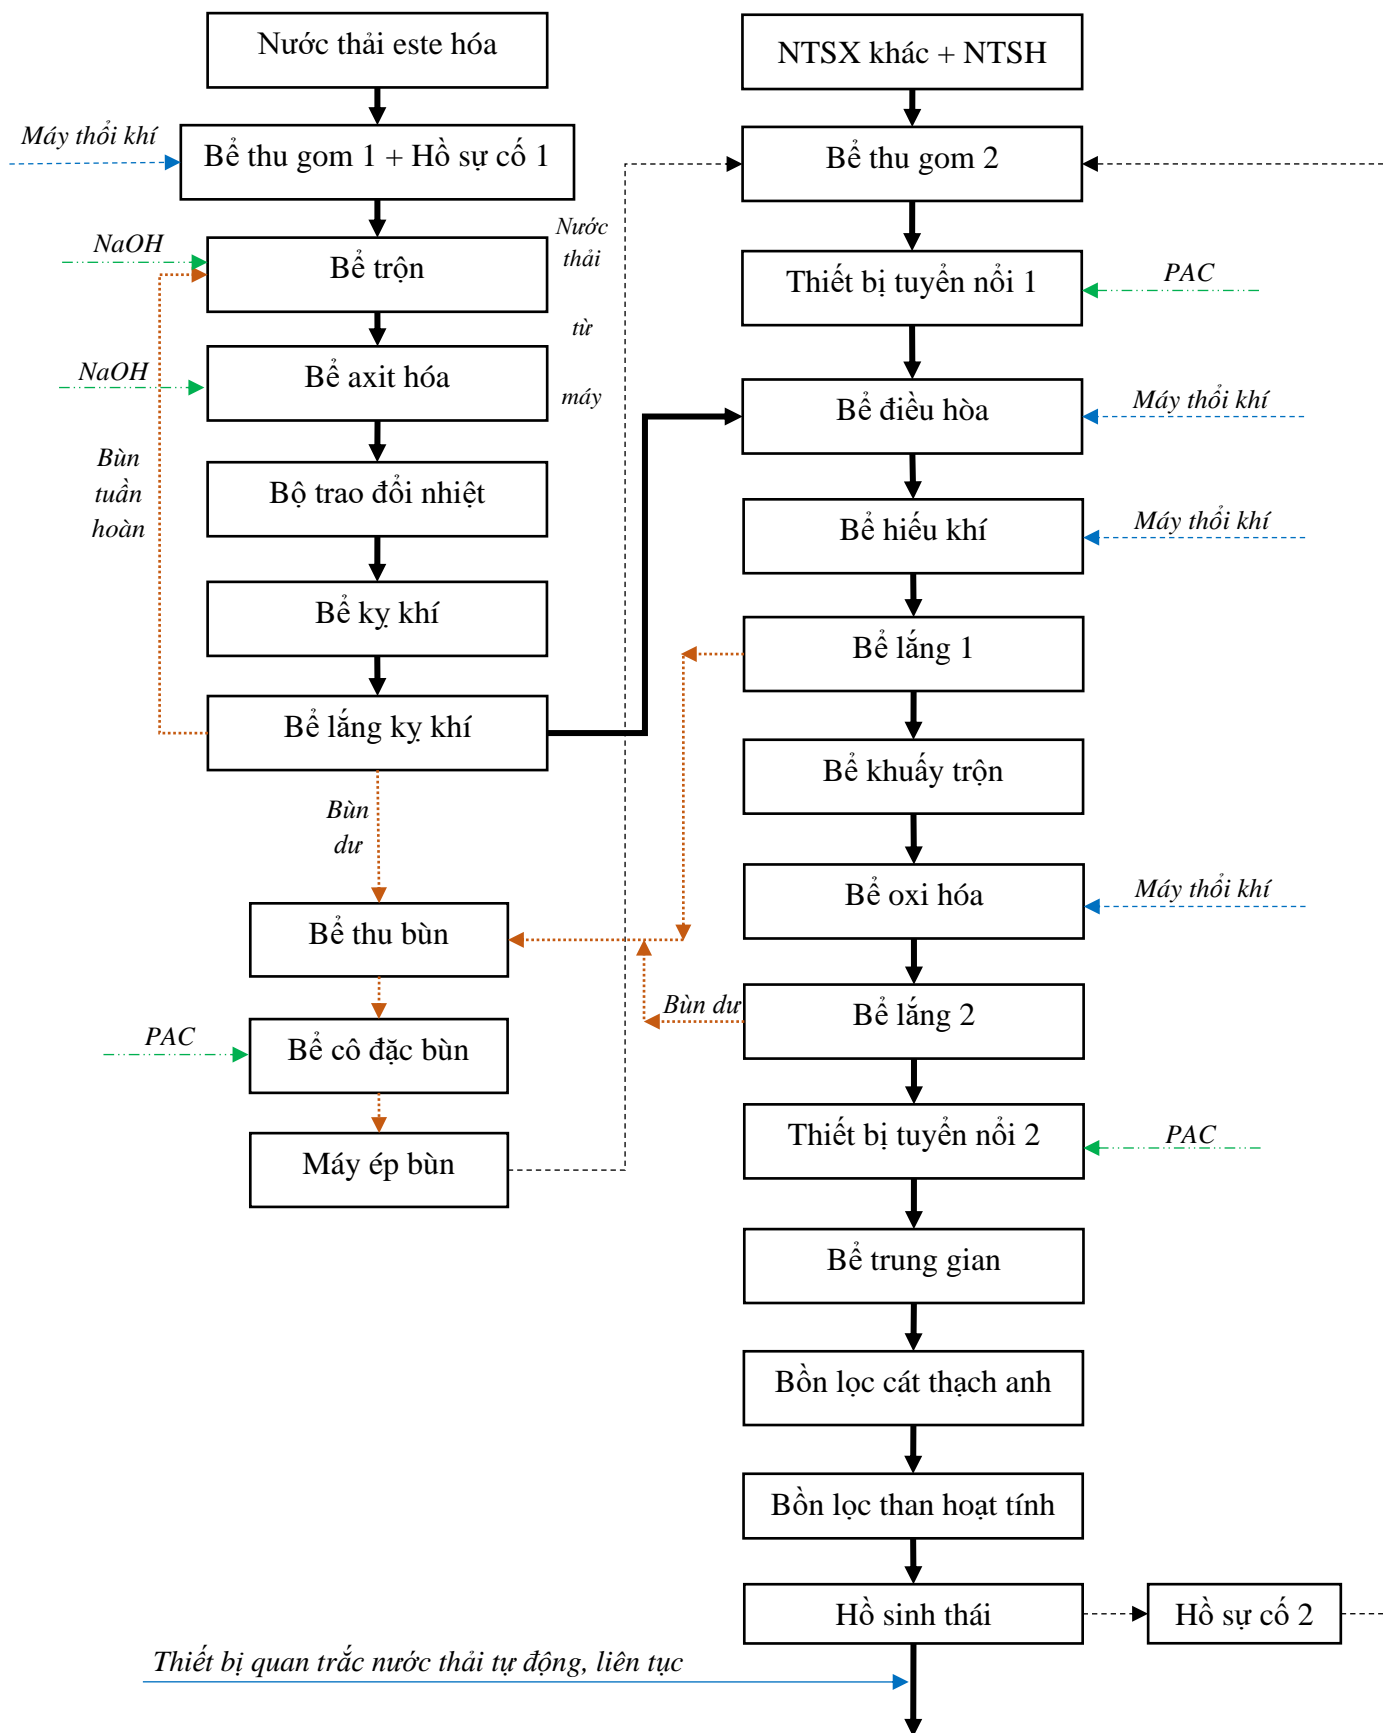 Nước thải este hóa
NTSX khác + NTSH
Máy thổi khí
Bể thu gom 1 + Hồ sự cố 1
Bể thu gom 2
Nước
thải
từ
máy
NaOH
Bể trộn
Thiết bị tuyển nổi 1
PAC
NaOH
Bể axit hóa
Bể điều hòa
Máy thổi khí
Bùn
tuần
hoàn
Bộ trao đổi nhiệt
Bể hiếu khí
Máy thổi khí
Bể kỵ khí
Bể lắng 1
Bể lắng kỵ khí
Bể khuấy trộn
Bùn
dư
Bể oxi hóa
Máy thổi khí
Bể thu bùn
Bùn dư
Bể lắng 2
PAC
Bể cô đặc bùn
Thiết bị tuyển nổi 2
PAC
Máy ép bùn
Bể trung gian
Bồn lọc cát thạch anh
Bồn lọc than hoạt tính
Hồ sinh thái
Hồ sự cố 2
Thiết bị quan trắc nước thải tự động, liên tục